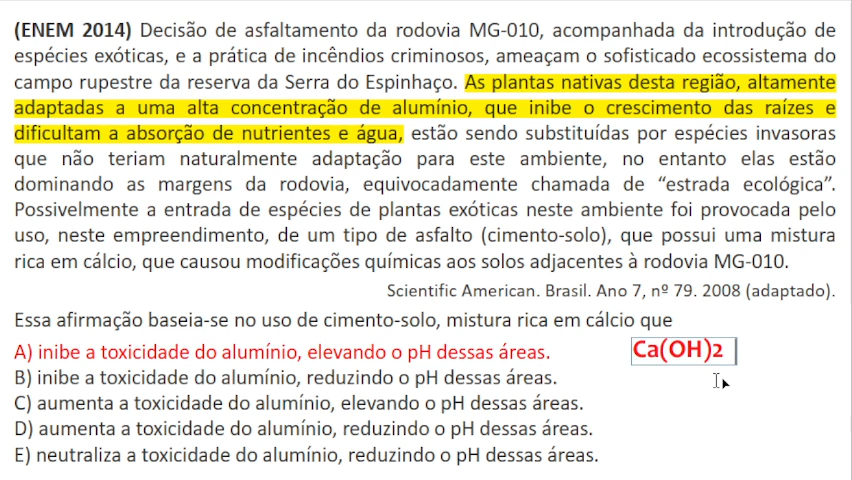 (ENEM 2014) Decisão de asfaltamento da rodovia MG-010, acompanhada da introdução de
espécies exóticas, e a prática de incêndios criminosos, ameaçam o sofisticado ecossistema do
campo rupestre da reserva da Serra do Espinhaço. As plantas nativas desta região, altamente
adaptadas a uma alta concentração de alumínio, que inibe o crescimento das raízes e
dificultam a absorção de nutrientes e água, estão sendo substituídas por espécies invasoras
que não teriam naturalmente adaptação para este ambiente, no entanto elas estão
dominando as margens da rodovia, equivocadamente chamada de “estrada ecológica”.
Possivelmente a entrada de espécies de plantas exóticas neste ambiente foi provocada pelo
uso, neste empreendimento, de um tipo de asfalto (cimento-solo), que possui uma mistura
rica em cálcio, que causou modificações químicas aos solos adjacentes à rodovia MG-010.
Scientific American. Brasil. Ano 7, nº 79. 2008 (adaptado).
Essa afirmação baseia-se no uso de cimento-solo, mistura rica em cálcio que
A) inibe a toxicidade do alumínio, elevando o pH dessas áreas.
Ca(OH)2
B) inibe a toxicidade do alumínio, reduzindo o pH dessas áreas.
C) aumenta a toxicidade do alumínio, elevando o pH dessas áreas.
D) aumenta a toxicidade do alumínio, reduzindo o pH dessas áreas.
E) neutraliza a toxicidade do alumínio, reduzindo o pH dessas áreas.